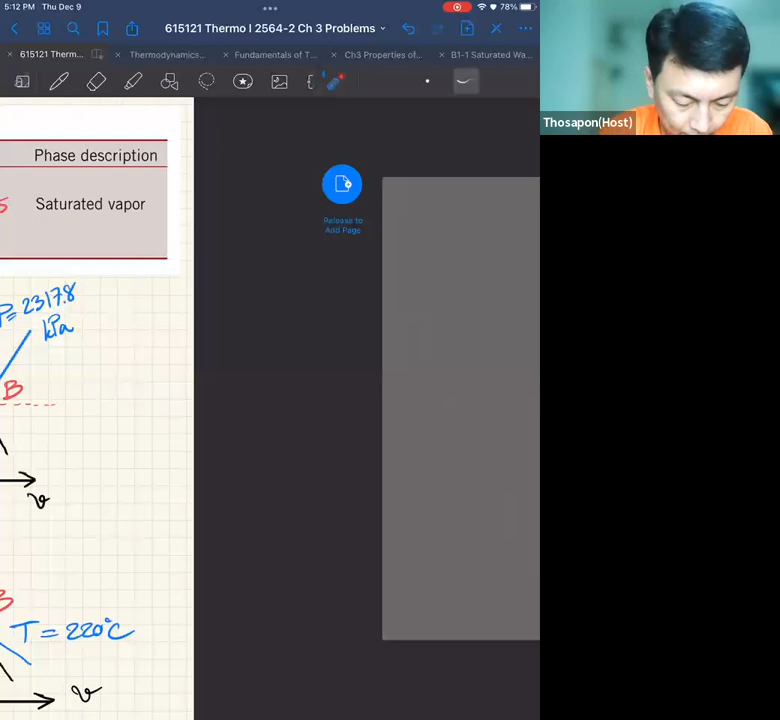 5:12 PM Thu Dec 9
78%
615121 Thermo I 2564-2 Ch 3 Problems
615121 Therm...
Thermodynamics...
Fundamentals of T...
Ch3 Properties of...
B1-1 Saturated Wa...
Thosapon(Host)
Phase description
5 Saturated vapor
Release to
Add Page
P= 2317.8
kPa
B
v
B
T = 220°C
v